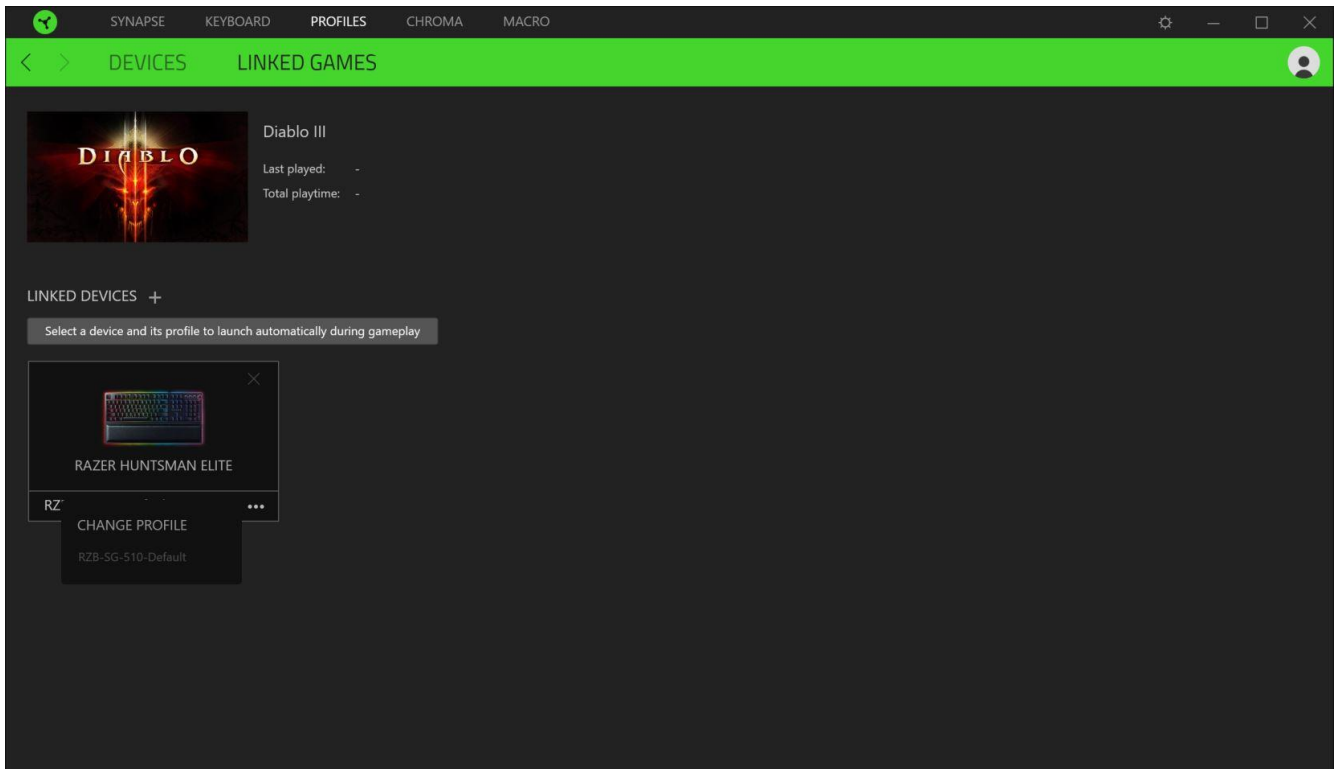 SYNAPSE KEYBOARD PROFILES CHROMA MACRO
DEVICES LINKED GAMES
DIABLO
Diablo III
Last played: -
Total playtime: -
LINKED DEVICES +
Select a device and its profile to launch automatically during gameplay
RAZER HUNTSMAN ELITE
RZ
CHANGE PROFILE
RZB-SG-510-Default